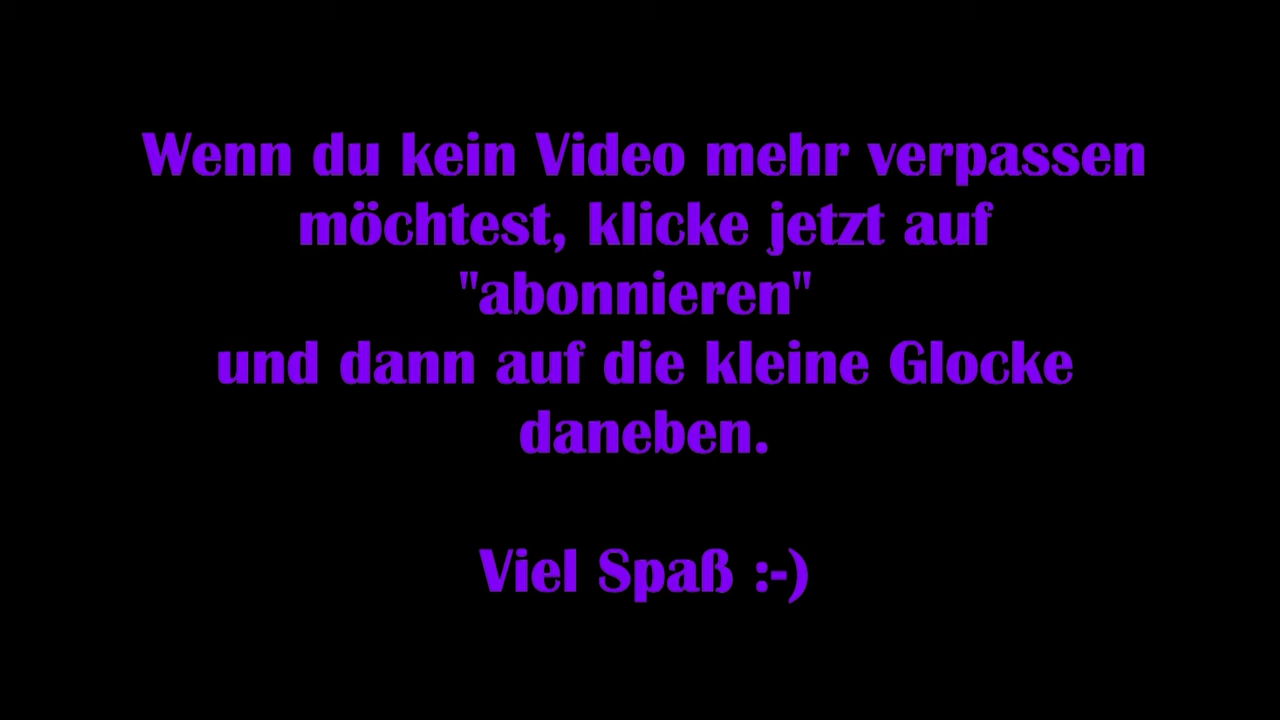 Wenn du kein Video mehr verpassen
möchtest, klicke jetzt auf
"abonnieren"
und dann auf die kleine Glocke
daneben.
Viel Spaß :-)